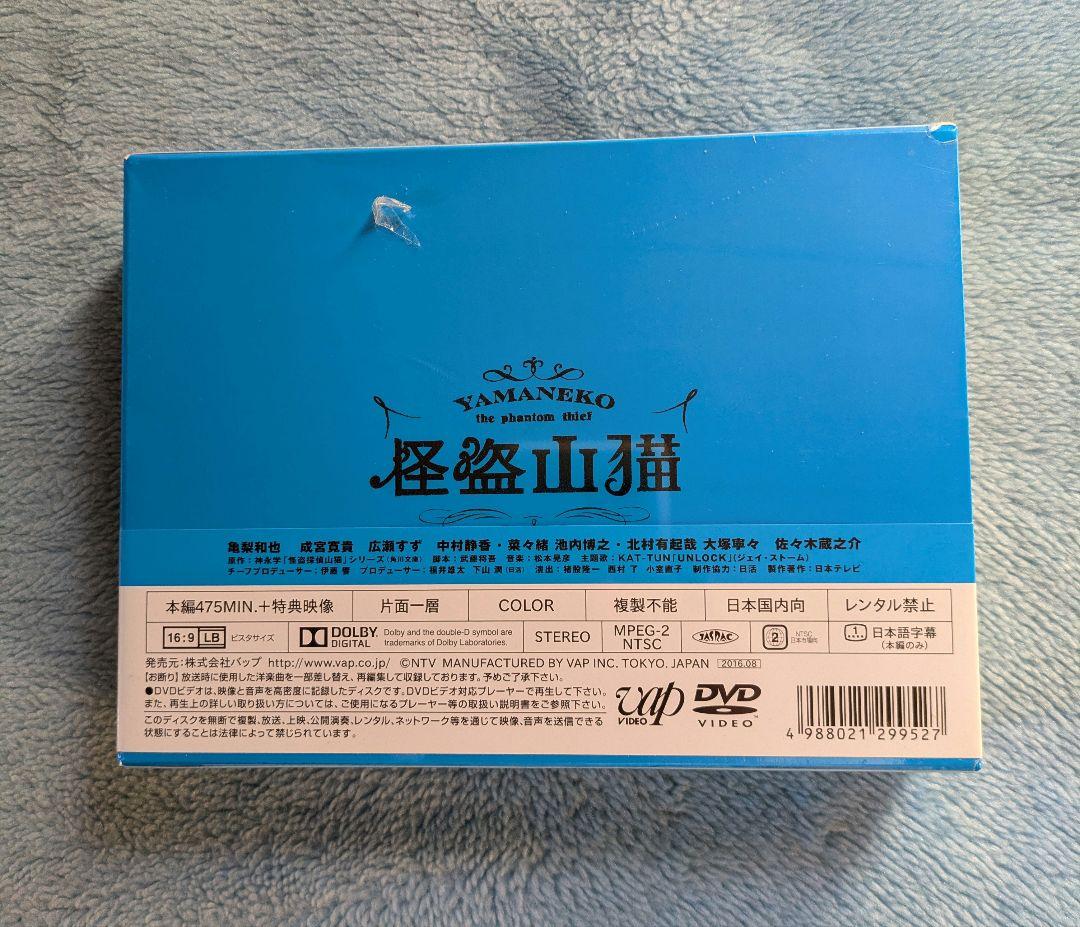 YAMANEKO
the phantom thief
怪盗山猫
亀梨和也 成宮寛貴 広瀬すず 中村静香・菜々緒 池内博之・北村有起哉 大塚寧々 佐々木蔵之介
原作：神永学「怪盗探偵山猫」シリーズ（角川文庫） 脚本：武藤将吾 音楽：松本晃彦 主題歌：KAT-TUN「UNLOCK」（ジェイ・ストーム）
チーフプロデューサー：伊藤 響 プロデューサー：福井雄太 下山 潤（日活） 演出：猪股隆一 西村 了 小室直子 制作協力：日活 製作著作：日本テレビ
本編475MIN.＋特典映像 片面一層 COLOR 複製不能 日本国内向 レンタル禁止
16:9 LB ビスタサイズ DOLBY DIGITAL Dolby and the double-D symbol are trademarks of Dolby Laboratories. STEREO MPEG-2 NTSC JASRAC 2 NTSC 日本市場向 1 日本語字幕（本編のみ）
発売元：株式会社バップ http://www.vap.co.jp/ ©NTV MANUFACTURED BY VAP INC. TOKYO. JAPAN 2016.08
【お断り】放送時に使用した洋楽曲を一部差し替え、再編集して収録しております。予めご了承下さい。
●DVDビデオは、映像と音声を高密度に記録したディスクです。DVDビデオ対応プレーヤーで再生して下さい。
また、再生上の詳しい取り扱い方については、ご使用になるプレーヤー等の取扱い説明書をご参照下さい。
このディスクを無断で複製、放送、上映、公開演奏、レンタル、ネットワーク等を通じて映像、音声を送信できる
状態にすることは法律によって禁じられています。
vap VIDEO
DVD VIDEO
4 988021 299527